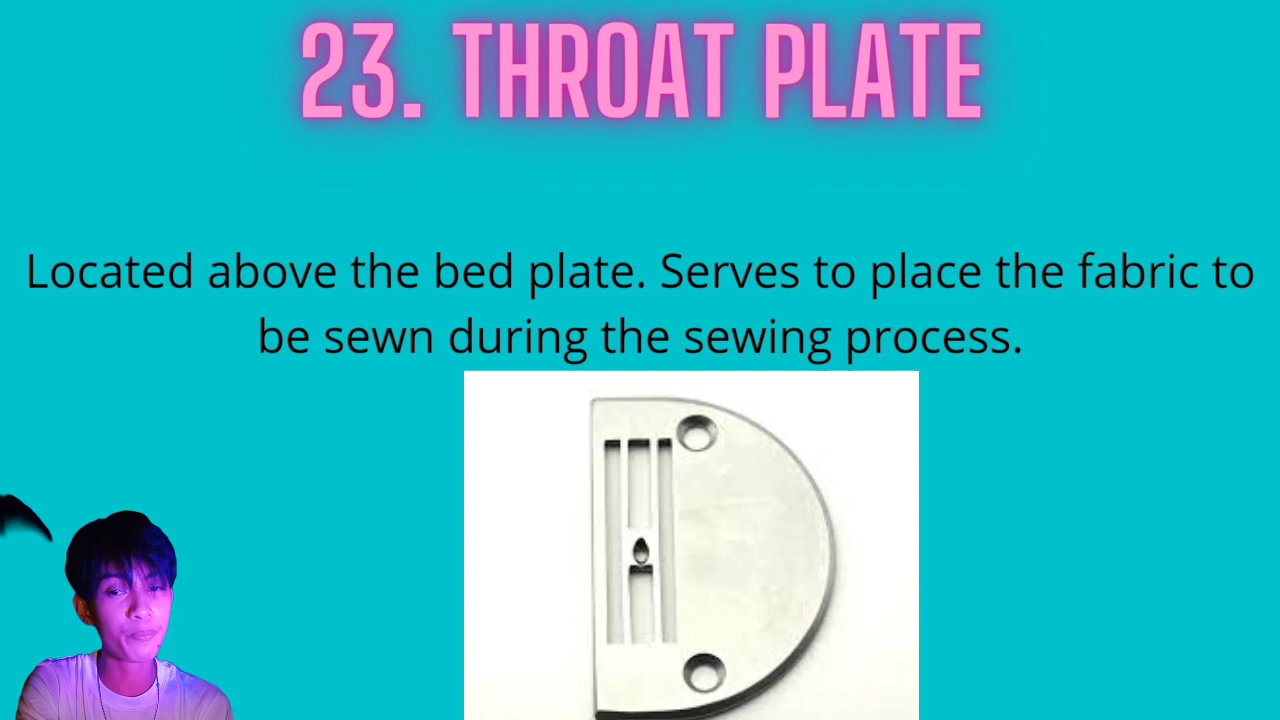 23. THROAT PLATE
Located above the bed plate. Serves to place the fabric to
be sewn during the sewing process.